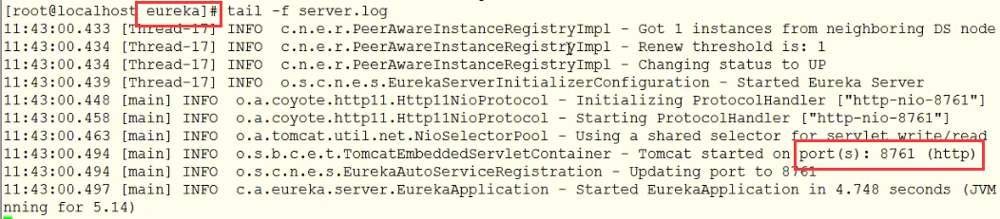 [root@localhost eureka]# tail -f server.log
11:43:00.433 [Thread-17] INFO  c.n.e.r.PeerAwareInstanceRegistryImpl - Got 1 instances from neighboring DS node
11:43:00.434 [Thread-17] INFO  c.n.e.r.PeerAwareInstanceRegistryImpl - Renew threshold is: 1
11:43:00.434 [Thread-17] INFO  c.n.e.r.PeerAwareInstanceRegistryImpl - Changing status to UP
11:43:00.439 [Thread-17] INFO  o.s.c.n.e.s.EurekaServerInitializerConfiguration - Started Eureka Server
11:43:00.448 [main] INFO  o.a.coyote.http11.Http11NioProtocol - Initializing ProtocolHandler ["http-nio-8761"]
11:43:00.458 [main] INFO  o.a.coyote.http11.Http11NioProtocol - Starting ProtocolHandler ["http-nio-8761"]
11:43:00.463 [main] INFO  o.a.tomcat.util.net.NioSelectorPool - Using a shared selector for servlet write/read
11:43:00.494 [main] INFO  o.s.b.c.e.t.TomcatEmbeddedServletContainer - Tomcat started on port(s): 8761 (http)
11:43:00.494 [main] INFO  o.s.c.n.e.s.EurekaAutoServiceRegistration - Updating port to 8761
11:43:00.497 [main] INFO  c.a.eureka.server.EurekaApplication - Started EurekaApplication in 4.748 seconds (JVM
nning for 5.14)